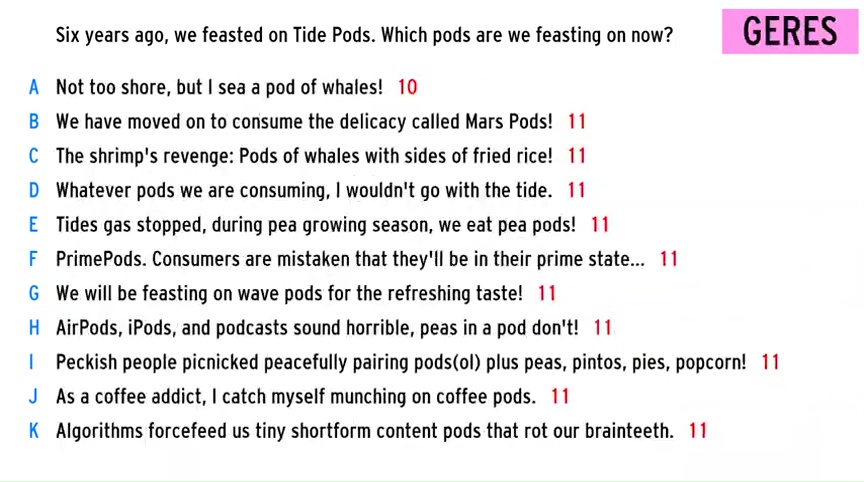 Six years ago, we feasted on Tide Pods. Which pods are we feasting on now?
GERES
A Not too shore, but I sea a pod of whales! 10
B We have moved on to consume the delicacy called Mars Pods! 11
C The shrimp's revenge: Pods of whales with sides of fried rice! 11
D Whatever pods we are consuming, I wouldn't go with the tide. 11
E Tides gas stopped, during pea growing season, we eat pea pods! 11
F PrimePods. Consumers are mistaken that they'll be in their prime state... 11
G We will be feasting on wave pods for the refreshing taste! 11
H AirPods, iPods, and podcasts sound horrible, peas in a pod don't! 11
I Peckish people picnicked peacefully pairing pods(ol) plus peas, pintos, pies, popcorn! 11
J As a coffee addict, I catch myself munching on coffee pods. 11
K Algorithms forcefeed us tiny shortform content pods that rot our brainteeth. 11